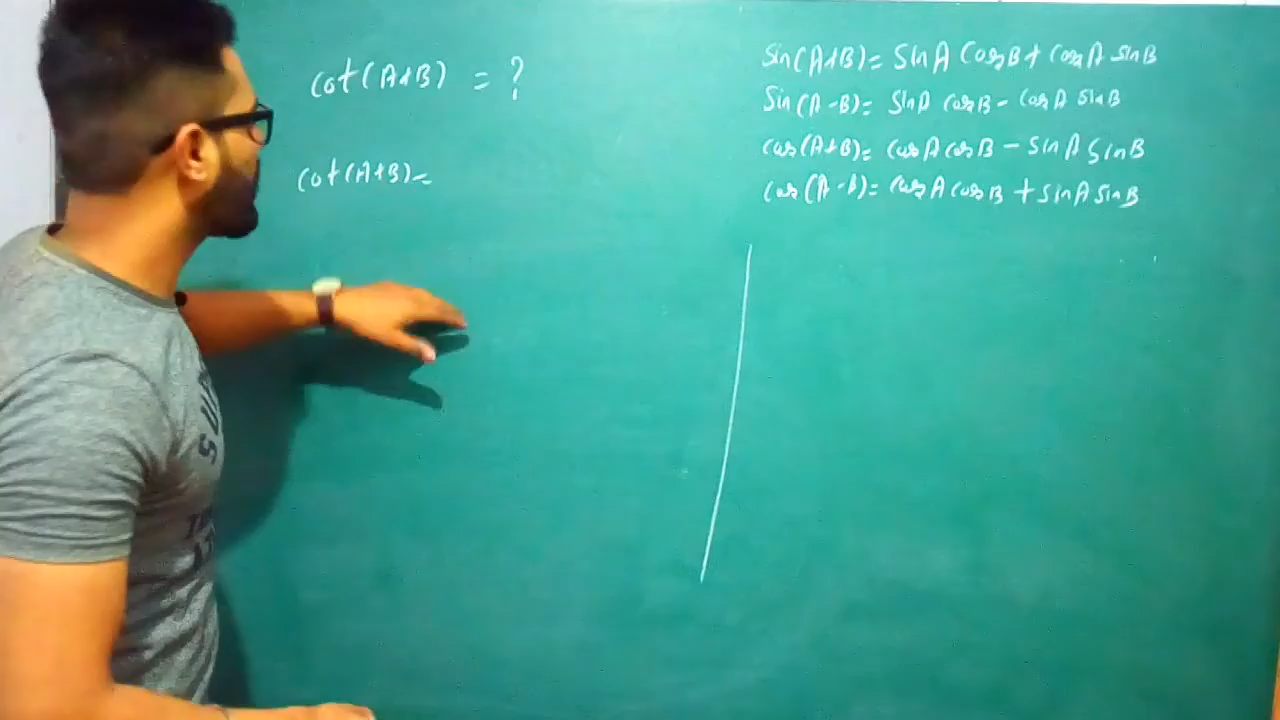 cot(A+B) = ?
cot(A+B)=
sin(A+B)= SinA CosB + CosA sinB
Sin(A-B)= SinA cosB - CosA SinB
cos(A+B)= cosA cosB - SinA SinB
cos(A-B)= cosA cosB + sinA sinB